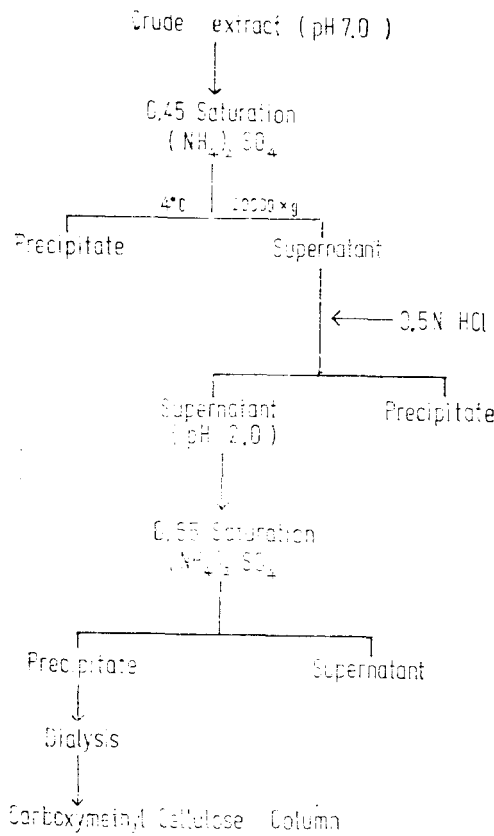 Crude extract (pH 7.0)
0.45 Saturation
(NH4)2 SO4
4°C
×g
Precipitate
Supernatant
0.5N HCl
Supernatant
(pH 2.0)
Precipitate
Saturation
(NH4)2 SO4
Precipitate
Supernatant
Dialysis
Carboxymethyl Cellulose Column